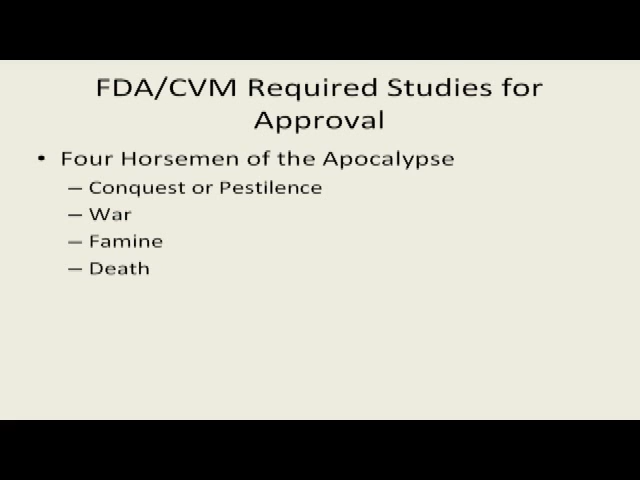 FDA/CVM Required Studies for
Approval
• Four Horsemen of the Apocalypse
– Conquest or Pestilence
– War
– Famine
– Death